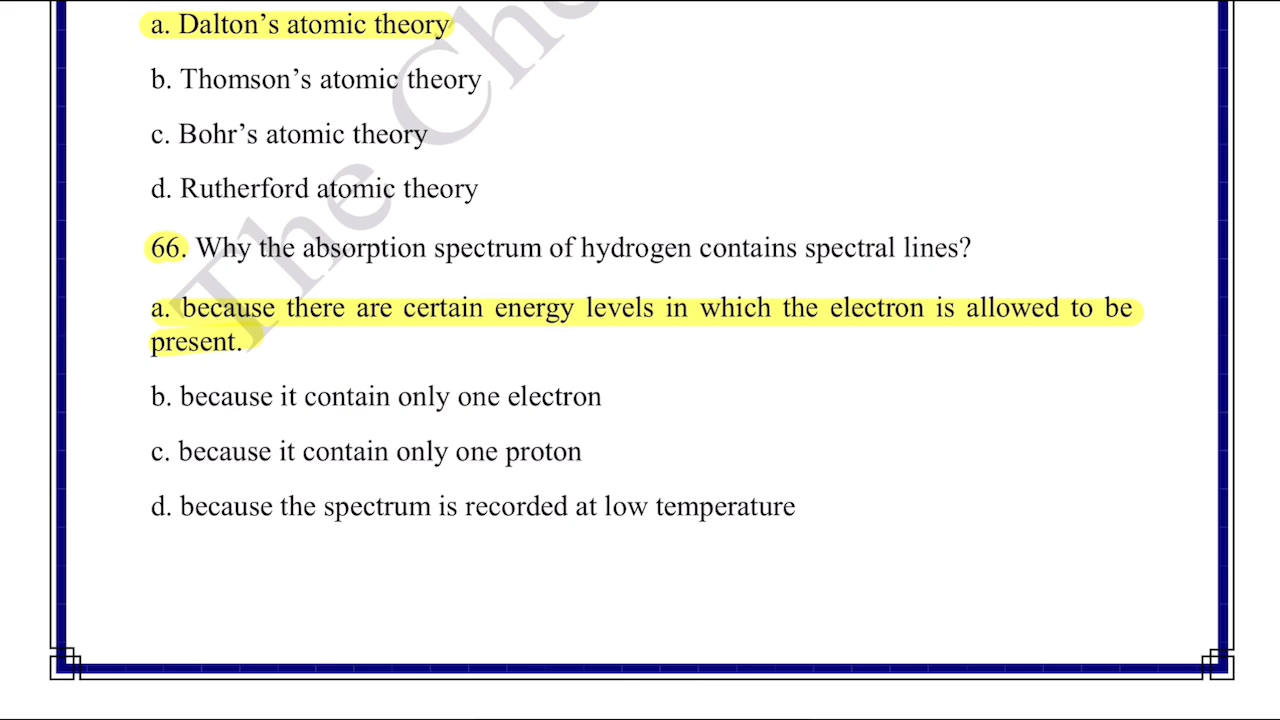 a. Dalton’s atomic theory
b. Thomson’s atomic theory
c. Bohr’s atomic theory
d. Rutherford atomic theory
66. Why the absorption spectrum of hydrogen contains spectral lines?
a. because there are certain energy levels in which the electron is allowed to be
present.
b. because it contain only one electron
c. because it contain only one proton
d. because the spectrum is recorded at low temperature
The Che